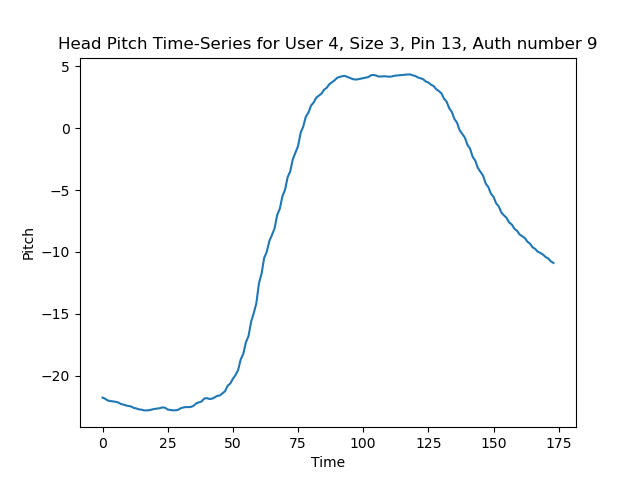 Head Pitch Time-Series for User 4, Size 3, Pin 13, Auth number 9
5
0
−5
−10
−15
−20
Pitch
0 25 50 75 100 125 150 175
Time